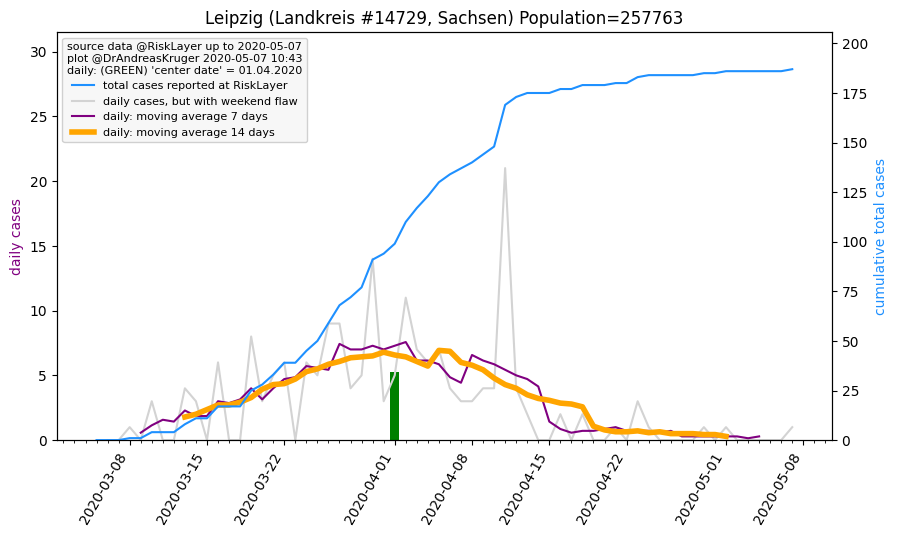 Leipzig (Landkreis #14729, Sachsen) Population=257763
source data @RiskLayer up to 2020-05-07
plot @DrAndreasKruger 2020-05-07 10:43
daily: (GREEN) 'center date' = 01.04.2020
total cases reported at RiskLayer
daily cases, but with weekend flaw
daily: moving average 7 days
daily: moving average 14 days
daily cases
30
25
20
15
10
5
0
cumulative total cases
200
175
150
125
100
75
50
25
0
2020-03-08
2020-03-15
2020-03-22
2020-04-01
2020-04-08
2020-04-15
2020-04-22
2020-05-01
2020-05-08